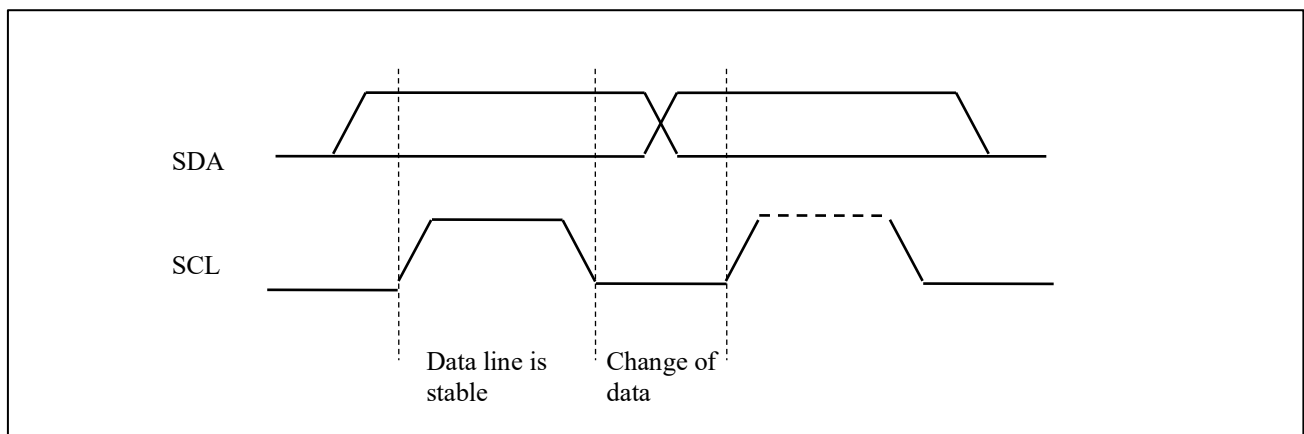 SDA
SCL
Data line is
stable
Change of
data